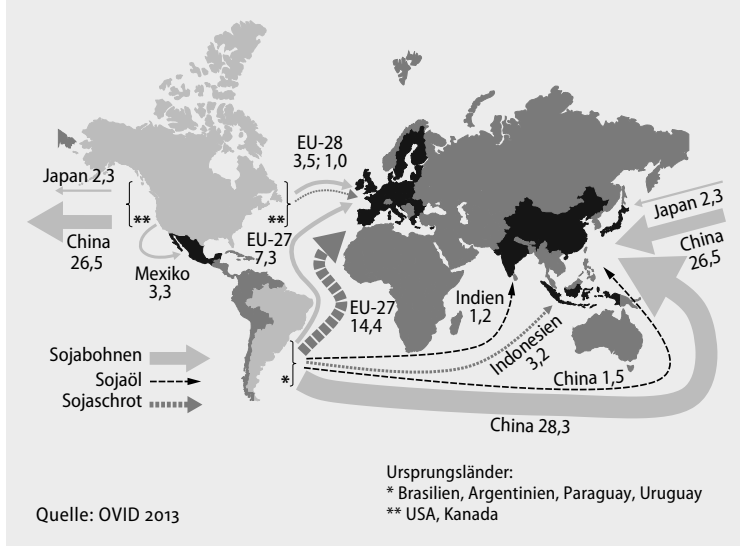 EU-28
3,5; 1,0
Japan 2,3
**
**
China
26,5
Mexiko
3,3
EU-27
7,3
Japan 2,3
China
26,5
EU-27
14,4
Indien
1,2
Indonesien
3,2
China 1,5
*
China 28,3
Sojabohnen
Sojaöl
Sojaschrot
Ursprungsländer:
* Brasilien, Argentinien, Paraguay, Uruguay
** USA, Kanada
Quelle: OVID 2013